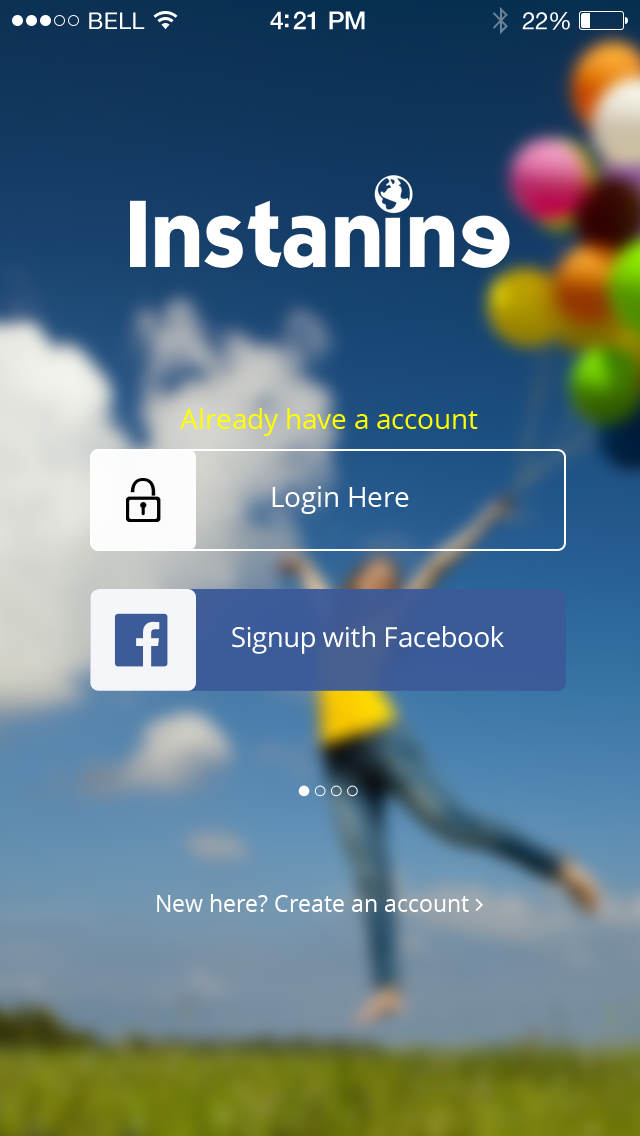 BELL 4:21 PM 22%
Instanine
Already have a account
Login Here
Signup with Facebook
New here? Create an account >